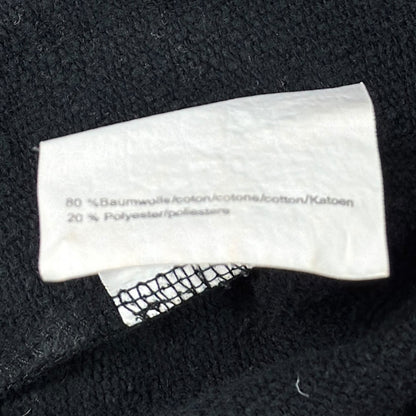 80 %Baumwolle/coton/cotone/cotton/Katoen
20 % Polyester/poliestere